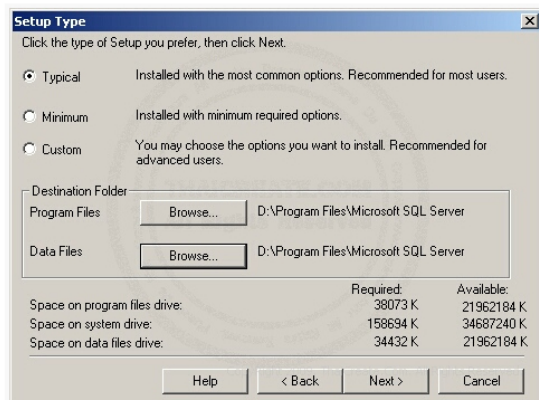 Setup Type
Click the type of Setup you prefer, then click Next.
Typical Installed with the most common options. Recommended for most users.
Minimum Installed with minimum required options.
Custom You may choose the options you want to install. Recommended for
advanced users.
Destination Folder
Program Files Browse... D:\Program Files\Microsoft SQL Server
Data Files Browse... D:\Program Files\Microsoft SQL Server
Required: Available:
Space on program files drive: 38073 K 21962184 K
Space on system drive: 158694 K 34687240 K
Space on data files drive: 34432 K 21962184 K
Help < Back Next > Cancel